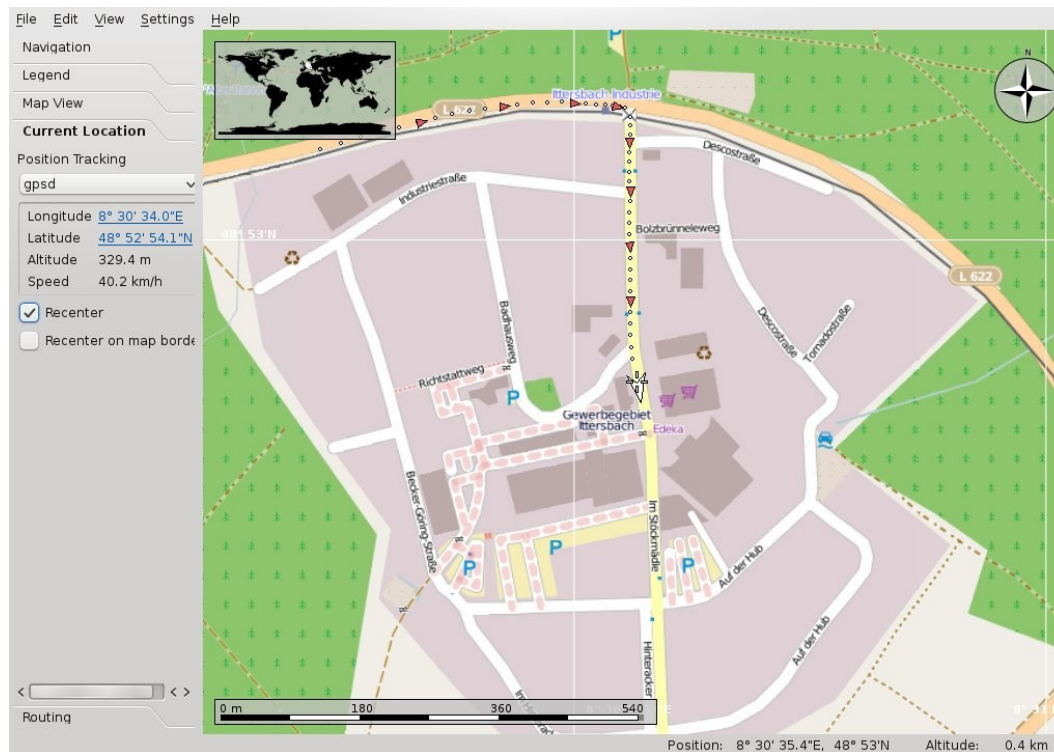 File Edit View Settings Help
Navigation
Legend
Map View
Current Location
Position Tracking
gpsd
Longitude 8° 30' 34.0"E
Latitude 48° 52' 54.1"N
Altitude 329.4 m
Speed 40.2 km/h
Recenter
Recenter on map borde
Routing
P
N
Ittersbach Industrie
L 622
Descostraße
Industriestraße
48° 53'N
Bolzbrünneleweg
L 622
Badhausweg
Descostraße
Tornadostraße
Richtstattweg
P
Gewerbegebiet
Ittersbach
Edeka
Becker-Göring-Straße
Im Stöckmädle
P
P
P
Auf der Hub
Auf der Hub
Hinteracker
0 m 180 360 540
Position: 8° 30' 35.4"E, 48° 53'N Altitude: 0.4 km